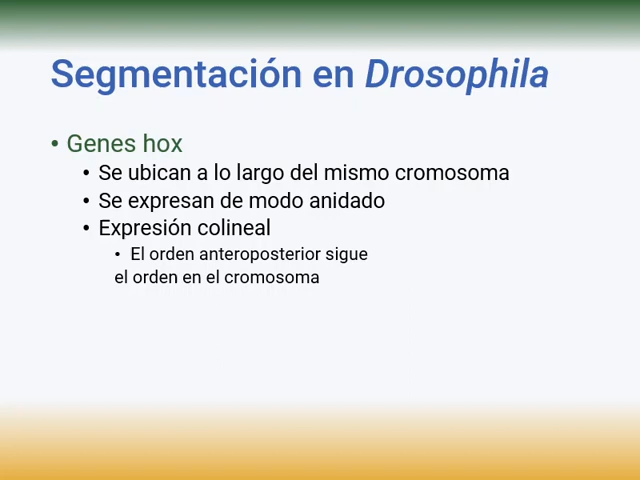 Segmentación en Drosophila
• Genes hox
• Se ubican a lo largo del mismo cromosoma
• Se expresan de modo anidado
• Expresión colineal
• El orden anteroposterior sigue
el orden en el cromosoma